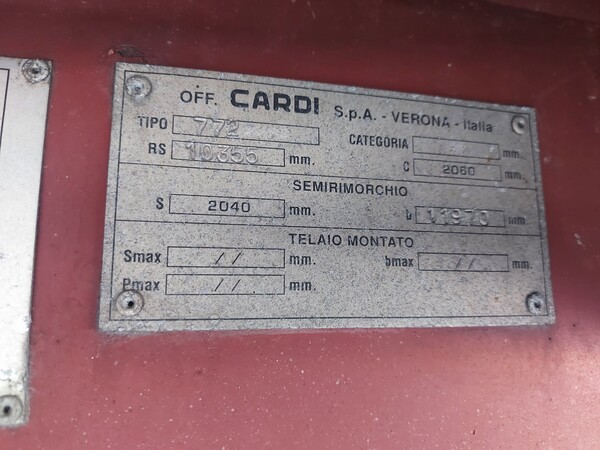 OFF. CARDI S.p.A. - VERONA - Italia
TIPO 772 CATEGORIA / mm.
RS 10355 mm. C 2060 mm.
SEMIRIMORCHIO
S 2040 mm. b 11970 mm.
TELAIO MONTATO
Smax // mm. bmax // mm.
Pmax // mm.